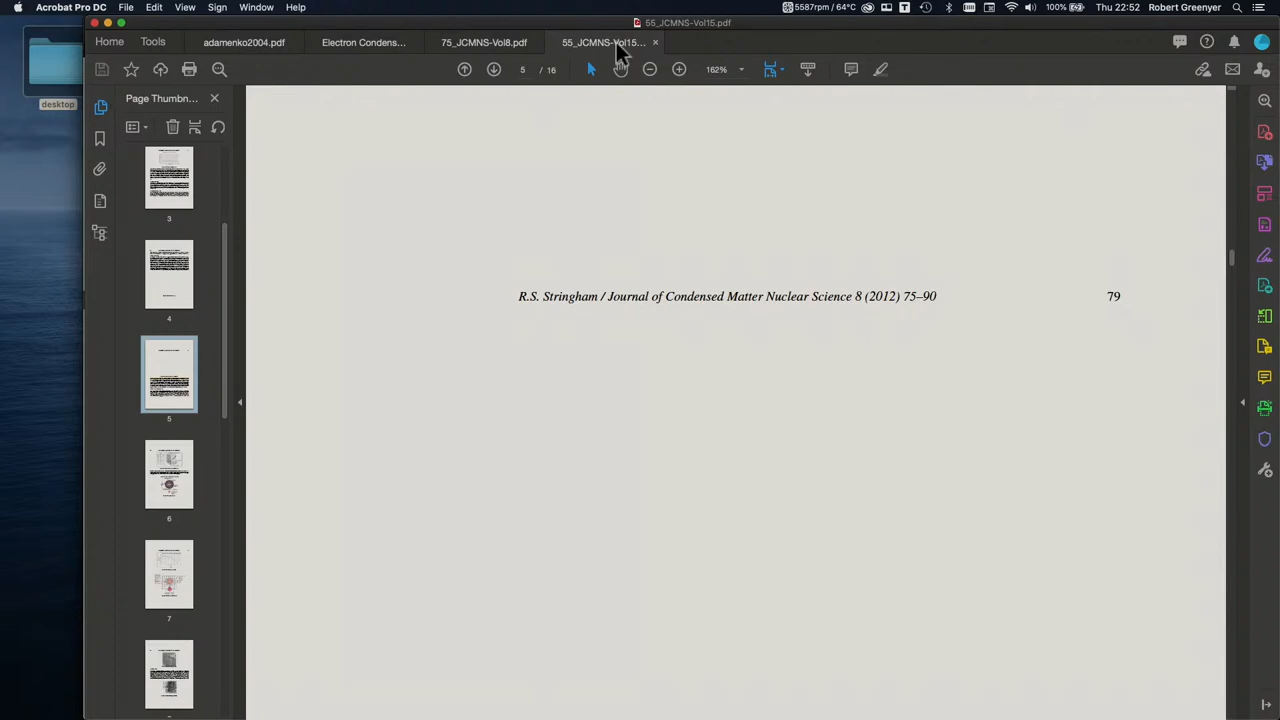 Acrobat Pro DC File Edit View Sign Window Help
5587rpm / 64°C 100% Thu 22:52 Robert Greenyer
55_JCMNS-Vol15.pdf
Home Tools adamenko2004.pdf Electron Condens... 75_JCMNS-Vol8.pdf 55_JCMNS-Vol15...
5 / 16 162%
desktop
Page Thumbn...
R.S. Stringham / Journal of Condensed Matter Nuclear Science 8 (2012) 75–90 79
3
4
5
6
7